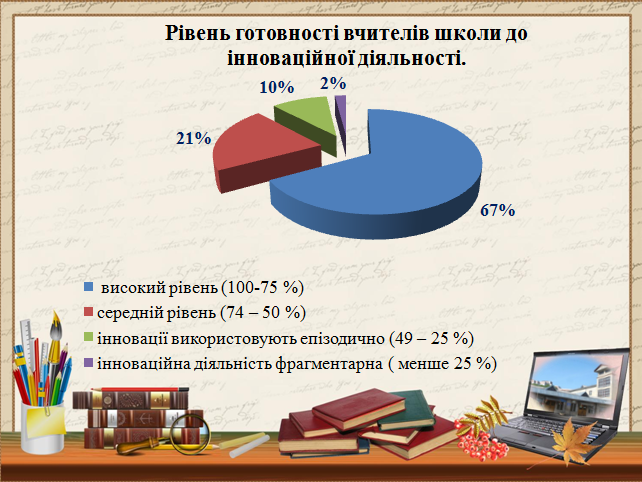 Рівень готовності вчителів школи до
інноваційної діяльності.
10%
2%
21%
67%
високий рівень (100-75 %)
середній рівень (74 – 50 %)
інновації використовують епізодично (49 – 25 %)
інноваційна діяльність фрагментарна ( менше 25 %)